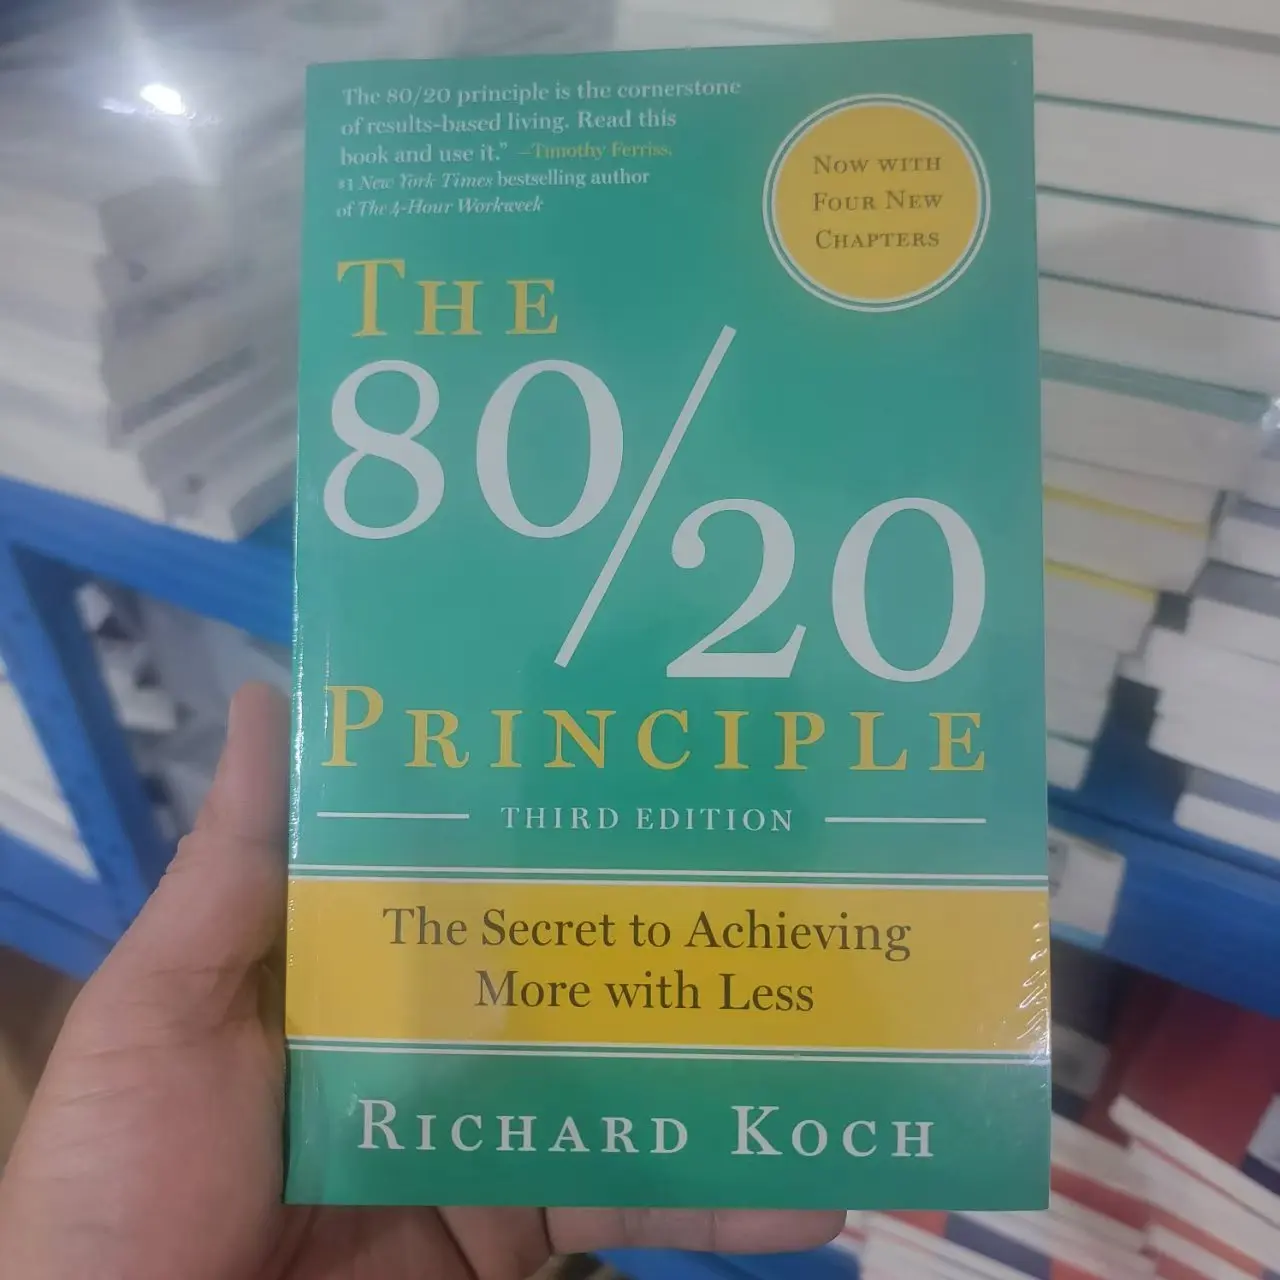 The 80/20 principle is the cornerstone
of results-based living. Read this
book and use it.” —Timothy Ferriss,
#1 New York Times bestselling author
of The 4-Hour Workweek
NOW WITH
FOUR NEW
CHAPTERS
THE
80/20
PRINCIPLE
THIRD EDITION
The Secret to Achieving
More with Less
RICHARD KOCH